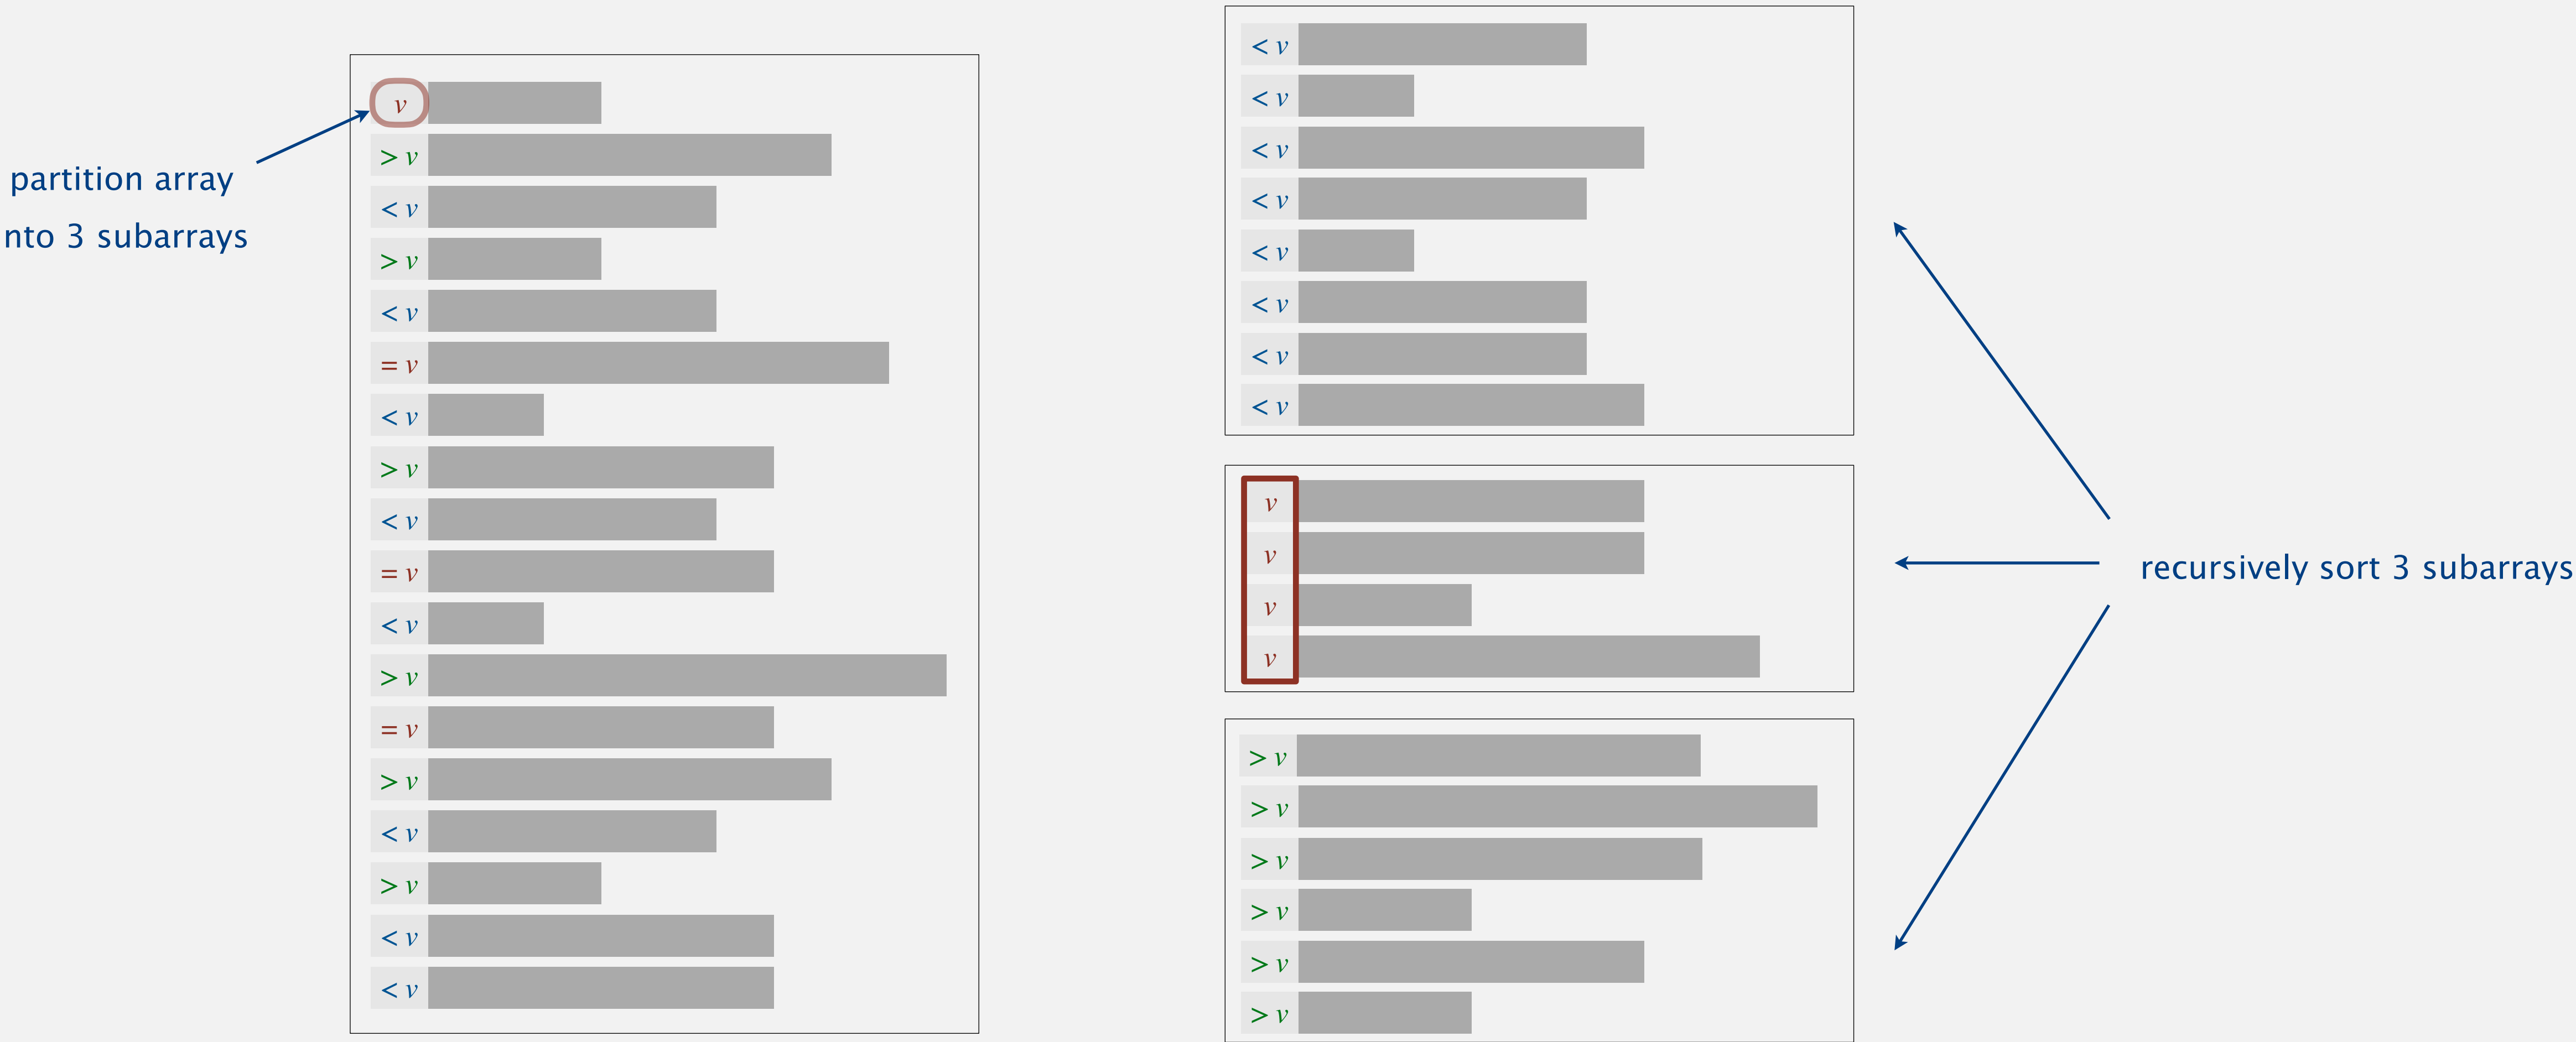 partition array
nto 3 subarrays
v
> v
< v
> v
< v
= v
< v
> v
< v
= v
< v
> v
= v
> v
< v
> v
< v
< v
< v
< v
< v
< v
< v
< v
< v
< v
v
v
v
v
> v
> v
> v
> v
> v
> v
recursively sort 3 subarrays